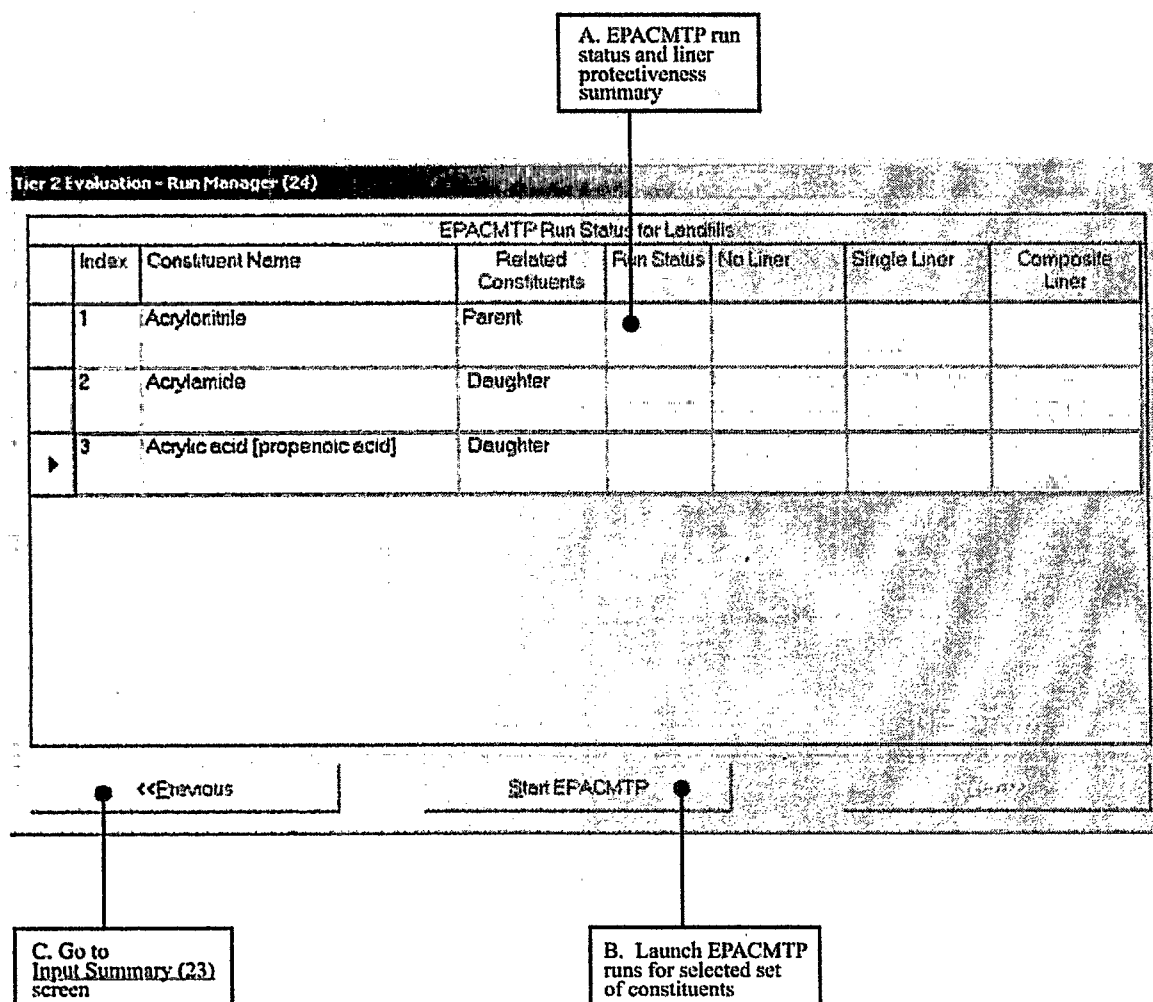 A. EPACMTP run
status and liner
protectiveness
summary
Tier 2 Evaluation - Run Manager (24)
EPACMTP Run Status for Landfills
Index Constituent Name Related Constituents Run Status No Liner Single Liner Composite Liner
1 Acrylonitrile Parent
2 Acrylamide Daughter
3 Acrylic acid [propenoic acid] Daughter
<<Previous Start EPACMTP
C. Go to
Input Summary (23)
screen
B. Launch EPACMTP
runs for selected set
of constituents